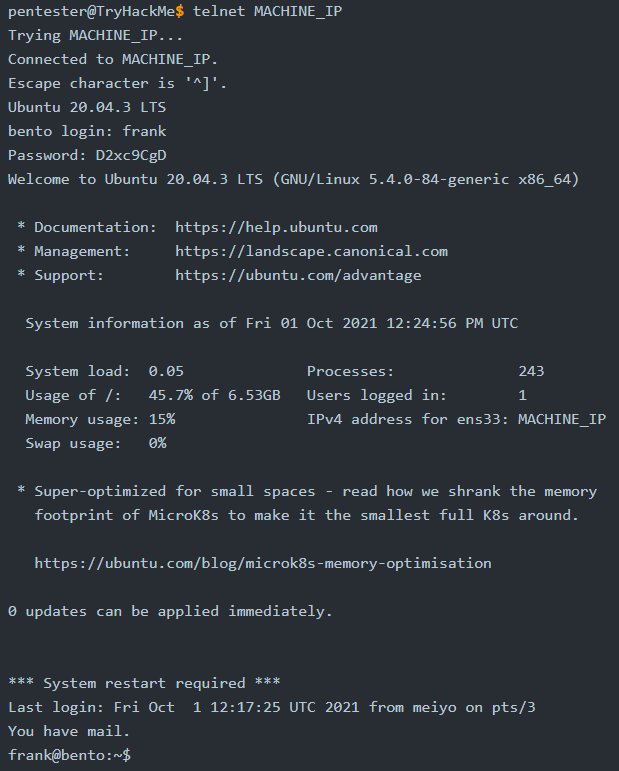 pentester@TryHackMe$ telnet MACHINE_IP
Trying MACHINE_IP...
Connected to MACHINE_IP.
Escape character is '^]'.
Ubuntu 20.04.3 LTS
bento login: frank
Password: D2xc9CgD
Welcome to Ubuntu 20.04.3 LTS (GNU/Linux 5.4.0-84-generic x86_64)

 * Documentation:  https://help.ubuntu.com
 * Management:     https://landscape.canonical.com
 * Support:        https://ubuntu.com/advantage

  System information as of Fri 01 Oct 2021 12:24:56 PM UTC

  System load:  0.05               Processes:              243
  Usage of /:   45.7% of 6.53GB   Users logged in:        1
  Memory usage: 15%               IPv4 address for ens33: MACHINE_IP
  Swap usage:   0%

 * Super-optimized for small spaces - read how we shrank the memory
   footprint of MicroK8s to make it the smallest full K8s around.

   https://ubuntu.com/blog/microk8s-memory-optimisation

0 updates can be applied immediately.


*** System restart required ***
Last login: Fri Oct  1 12:17:25 UTC 2021 from meiyo on pts/3
You have mail.
frank@bento:~$